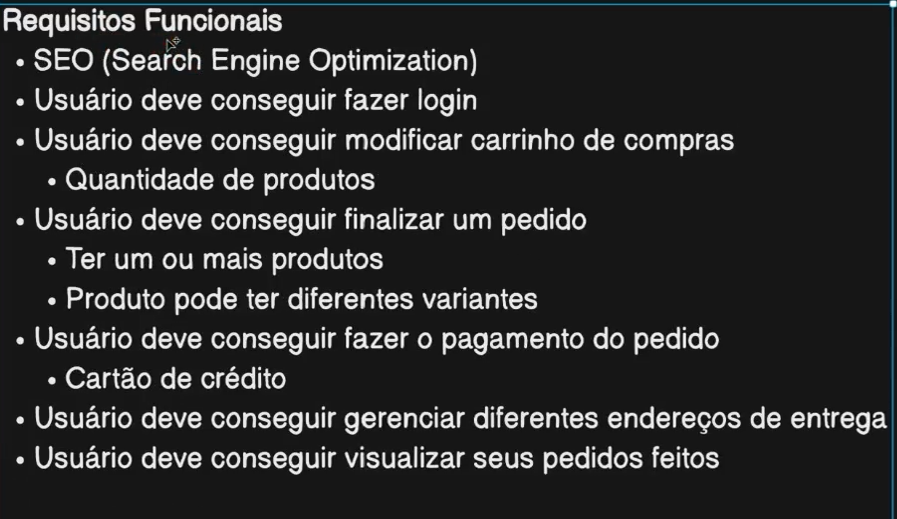 Requisitos Funcionais
• SEO (Search Engine Optimization)
• Usuário deve conseguir fazer login
• Usuário deve conseguir modificar carrinho de compras
• Quantidade de produtos
• Usuário deve conseguir finalizar um pedido
• Ter um ou mais produtos
• Produto pode ter diferentes variantes
• Usuário deve conseguir fazer o pagamento do pedido
• Cartão de crédito
• Usuário deve conseguir gerenciar diferentes endereços de entrega
• Usuário deve conseguir visualizar seus pedidos feitos